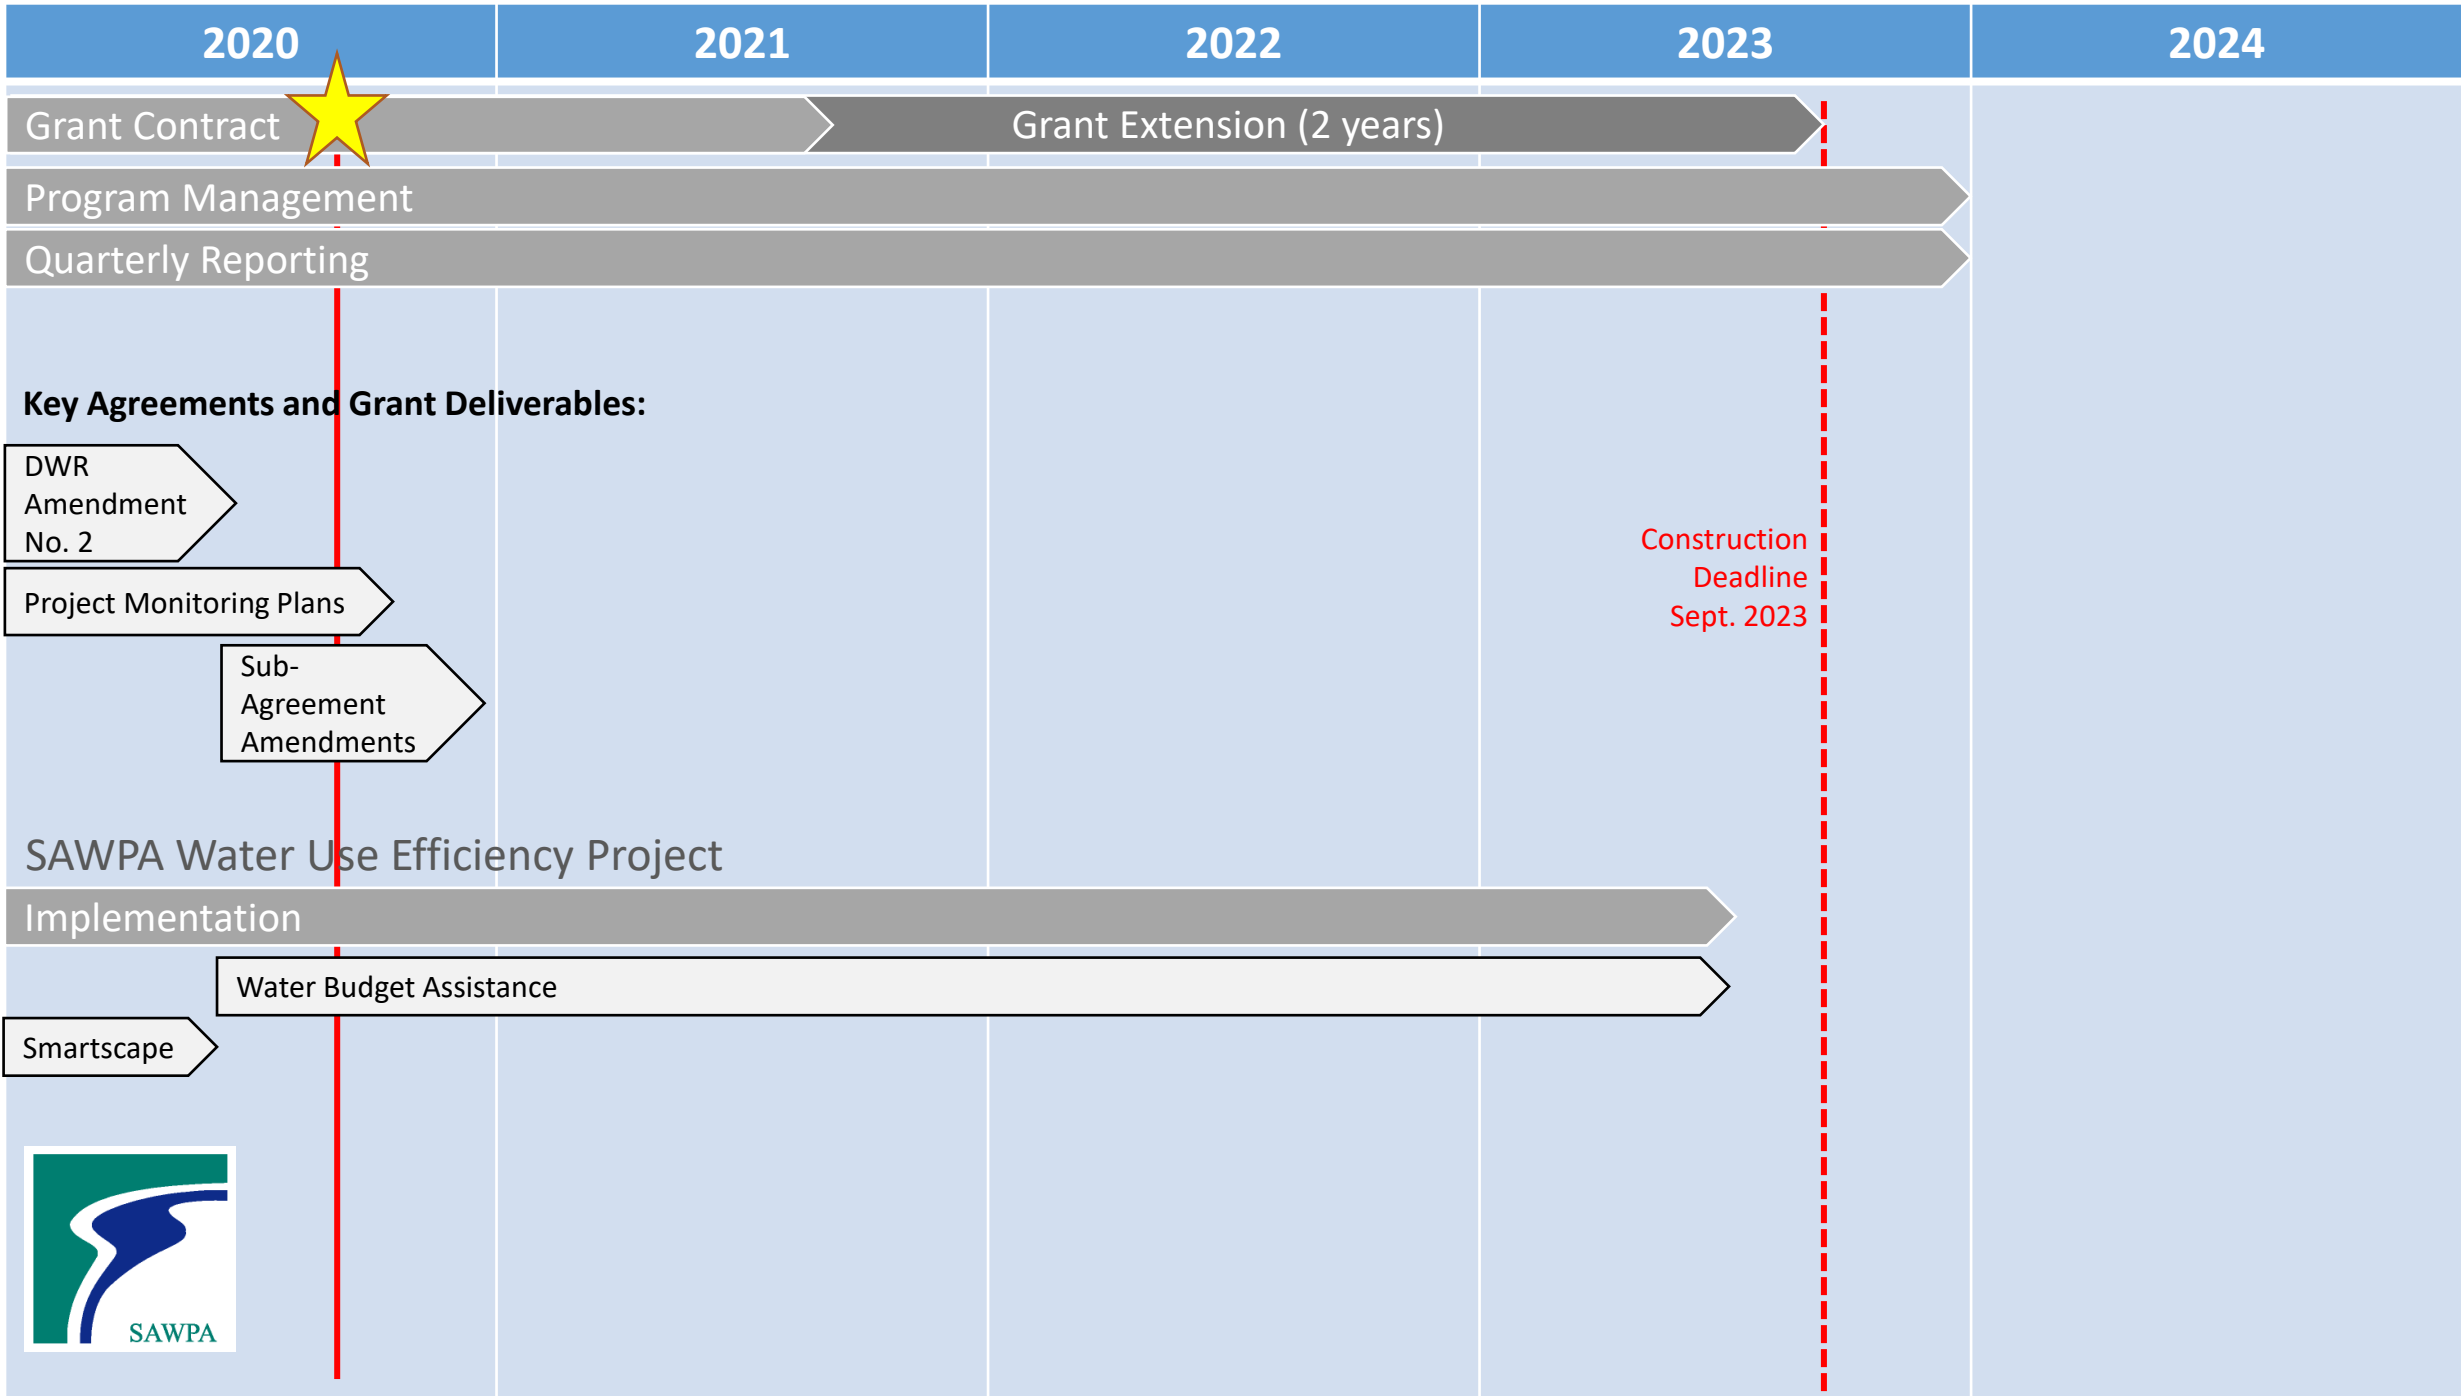 2020 2021 2022 2023 2024
Grant Contract
Grant Extension (2 years)
Program Management
Quarterly Reporting
Key Agreements and Grant Deliverables:
DWR
Amendment
No. 2
Construction
Deadline
Sept. 2023
Project Monitoring Plans
Sub-
Agreement
Amendments
SAWPA Water Use Efficiency Project
Implementation
Water Budget Assistance
Smartscape
SAWPA